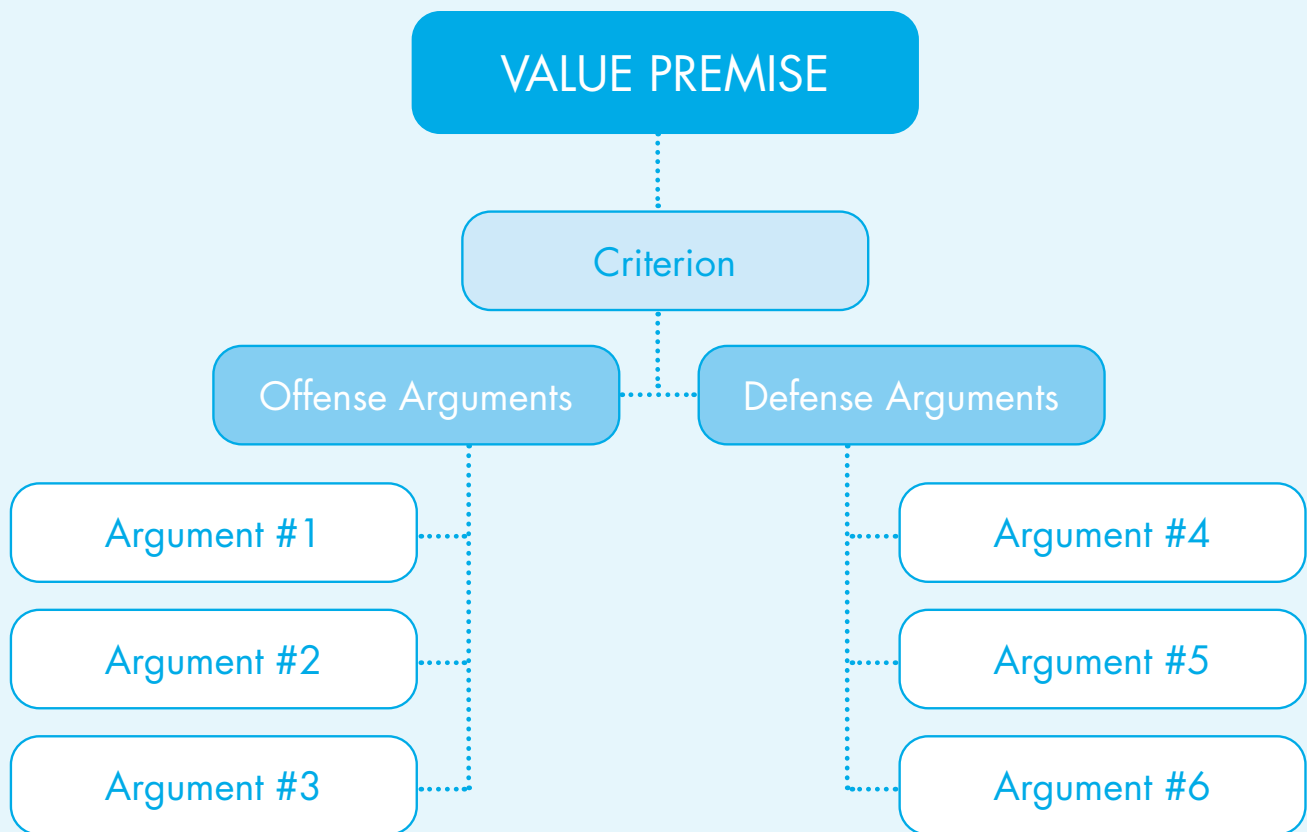 VALUE PREMISE
Criterion
Offense Arguments
Defense Arguments
Argument #1
Argument #2
Argument #3
Argument #4
Argument #5
Argument #6